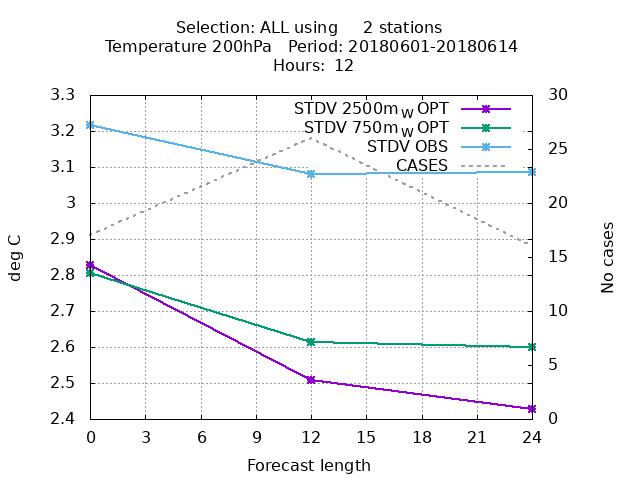 Selection: ALL using     2 stations
Temperature 200hPa   Period: 20180601-20180614
Hours:  12
STDV 2500m W OPT
STDV 750m W OPT
STDV OBS
CASES
3.3
3.2
3.1
3
2.9
2.8
2.7
2.6
2.5
2.4
30
25
20
15
10
5
0
deg C
No cases
0 3 6 9 12 15 18 21 24
Forecast length